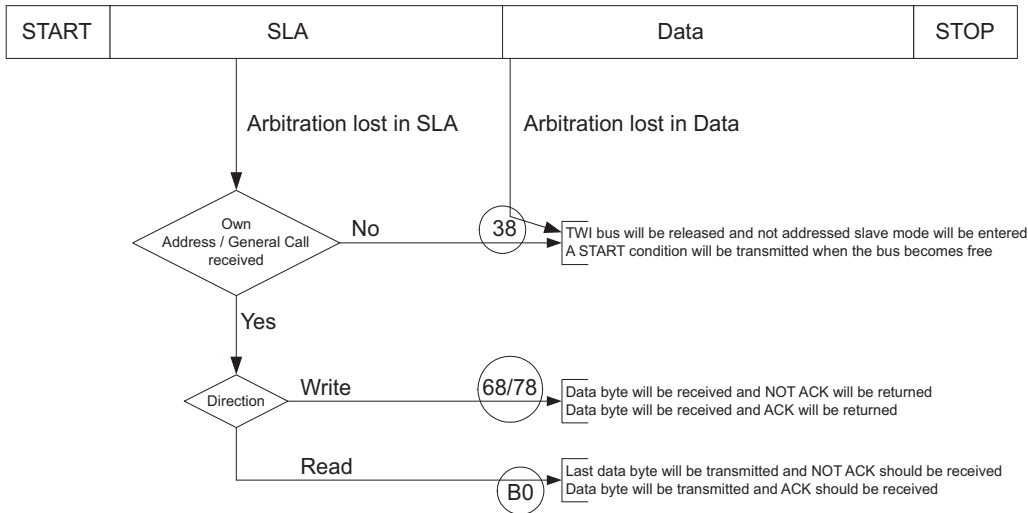 START SLA Data STOP
Arbitration lost in SLA Arbitration lost in Data
Own
Address / General Call
received
No
38
TWI bus will be released and not addressed slave mode will be entered
A START condition will be transmitted when the bus becomes free
Yes
Direction
Write
68/78
Data byte will be received and NOT ACK will be returned
Data byte will be received and ACK will be returned
Read
B0
Last data byte will be transmitted and NOT ACK should be received
Data byte will be transmitted and ACK should be received